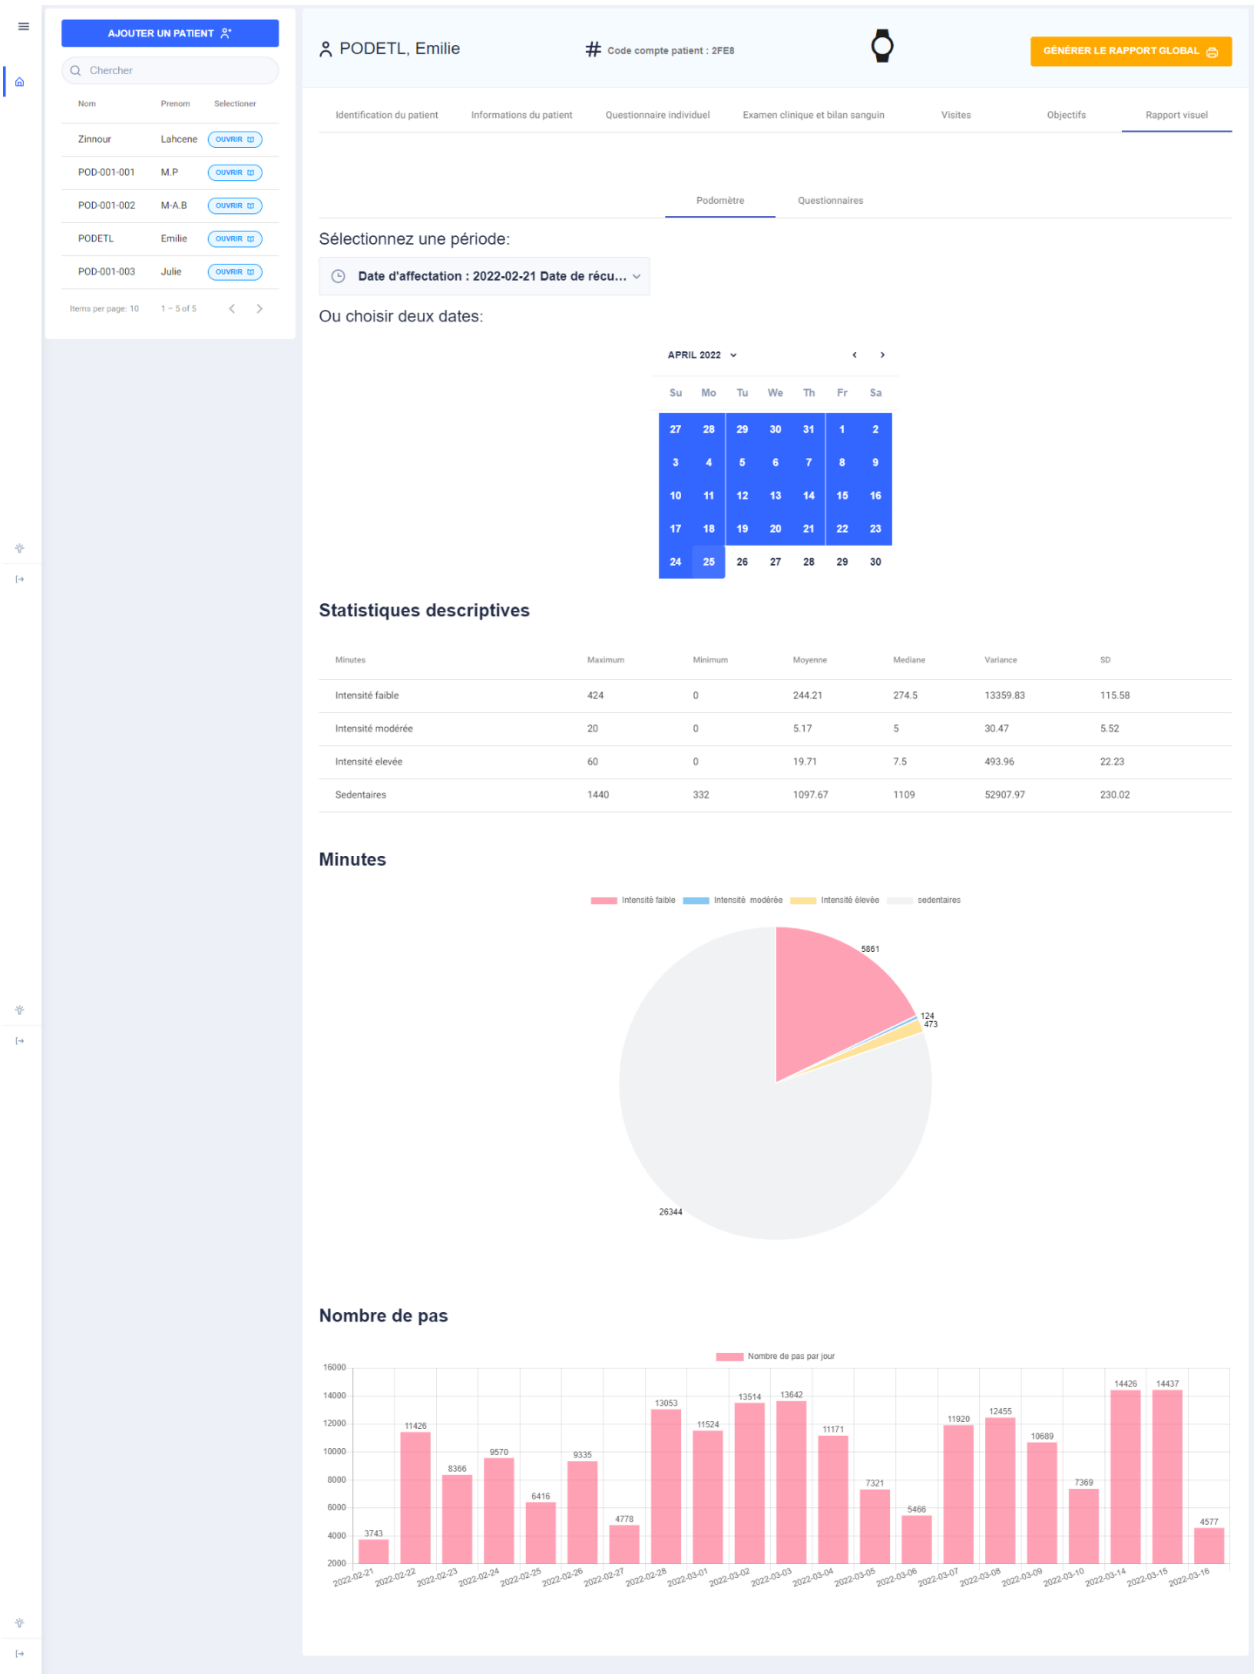 AJOUTER UN PATIENT
Chercher
Nom Prenom Selectioner
Zinnour Lahcene OUVRIR
POD-001-001 M.P OUVRIR
POD-001-002 M-A.B OUVRIR
PODETL Emilie OUVRIR
POD-001-003 Julie OUVRIR
Items per page: 10 1 – 5 of 5
PODETL, Emilie
# Code compte patient : 2FE8
GÉNÉRER LE RAPPORT GLOBAL
Identification du patient Informations du patient Questionnaire individuel Examen clinique et bilan sanguin Visites Objectifs Rapport visuel
Podomètre Questionnaires
Sélectionnez une période:
Date d'affectation : 2022-02-21 Date de récu...
Ou choisir deux dates:
APRIL 2022
Su Mo Tu We Th Fr Sa
27 28 29 30 31 1 2
3 4 5 6 7 8 9
10 11 12 13 14 15 16
17 18 19 20 21 22 23
24 25 26 27 28 29 30
Statistiques descriptives
Minutes Maximum Minimum Moyenne Mediane Variance SD
Intensité faible 424 0 244.21 274.5 13359.83 115.58
Intensité modérée 20 0 5.17 5 30.47 5.52
Intensité elevée 60 0 19.71 7.5 493.96 22.23
Sedentaires 1440 332 1097.67 1109 52907.97 230.02
Minutes
Intensité faible Intensité modérée Intensité élevée sedentaires
5861
124
473
26344
Nombre de pas
Nombre de pas par jour
16000
14000
12000
10000
8000
6000
4000
2000
3743 11426 8366 9570 6416 9335 4778 13053 11524 13514 13642 11171 7321 5466 11920 12455 10689 7369 14426 14437 4577
2022-02-21 2022-02-22 2022-02-23 2022-02-24 2022-02-25 2022-02-26 2022-02-27 2022-02-28 2022-03-01 2022-03-02 2022-03-03 2022-03-04 2022-03-05 2022-03-06 2022-03-07 2022-03-08 2022-03-09 2022-03-10 2022-03-14 2022-03-15 2022-03-16